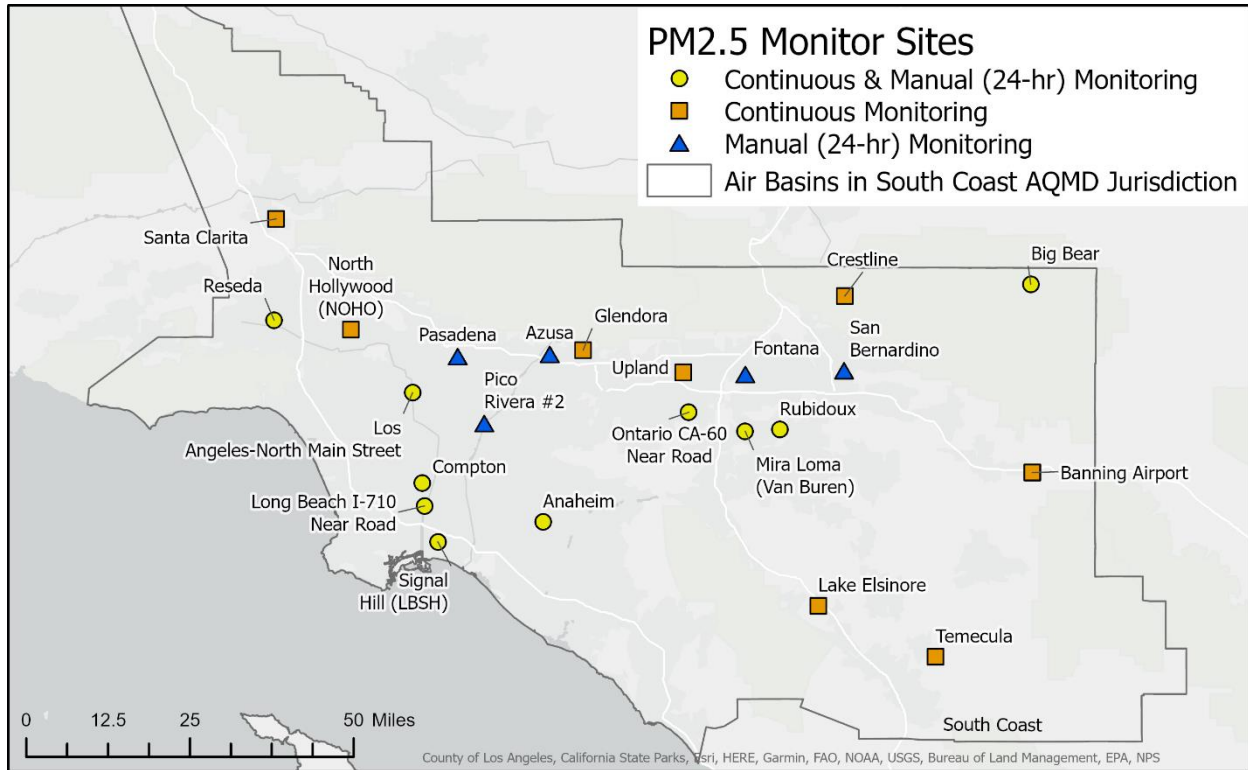 PM2.5 Monitor Sites
Continuous & Manual (24-hr) Monitoring
Continuous Monitoring
Manual (24-hr) Monitoring
Air Basins in South Coast AQMD Jurisdiction
Santa Clarita
Reseda
North
Hollywood
(NOHO)
Pasadena
Azusa
Glendora
Crestline
Big Bear
Upland
Fontana
San
Bernardino
Pico
Rivera #2
Los
Angeles-North Main Street
Ontario CA-60
Near Road
Rubidoux
Mira Loma
(Van Buren)
Banning Airport
Compton
Long Beach I-710
Near Road
Anaheim
Signal
Hill (LBSH)
Lake Elsinore
Temecula
South Coast
0 12.5 25 50 Miles
County of Los Angeles, California State Parks, Esri, HERE, Garmin, FAO, NOAA, USGS, Bureau of Land Management, EPA, NPS